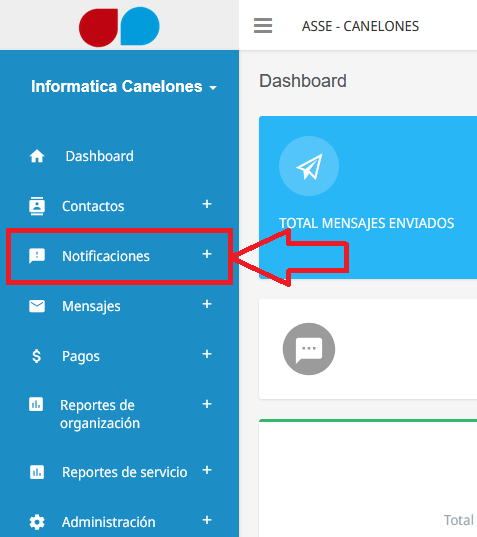 ASSE - CANELONES
Informatica Canelones
Dashboard
Dashboard
Contactos +
Notificaciones +
Mensajes +
$ Pagos +
Reportes de +
organización
Reportes de servicio +
Administración +
TOTAL MENSAJES ENVIADOS
Total